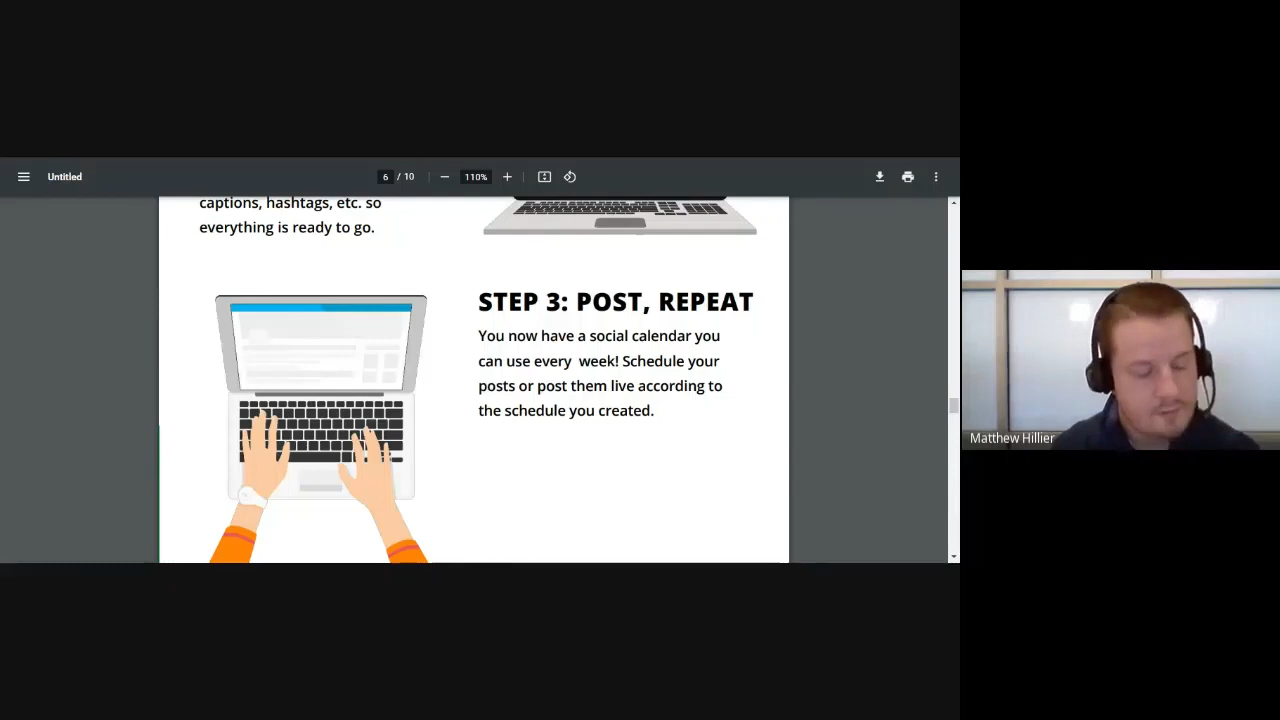 Untitled
6 / 10
110%
captions, hashtags, etc. so
everything is ready to go.
STEP 3: POST, REPEAT
You now have a social calendar you
can use every  week! Schedule your
posts or post them live according to
the schedule you created.
Matthew Hillier